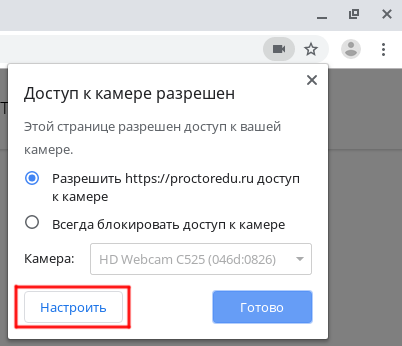 Т
Доступ к камере разрешен
Этой странице разрешен доступ к вашей
камере.
Разрешить https://proctoredu.ru доступ
к камере
Всегда блокировать доступ к камере
Камера: HD Webcam C525 (046d:0826)
Настроить Готово